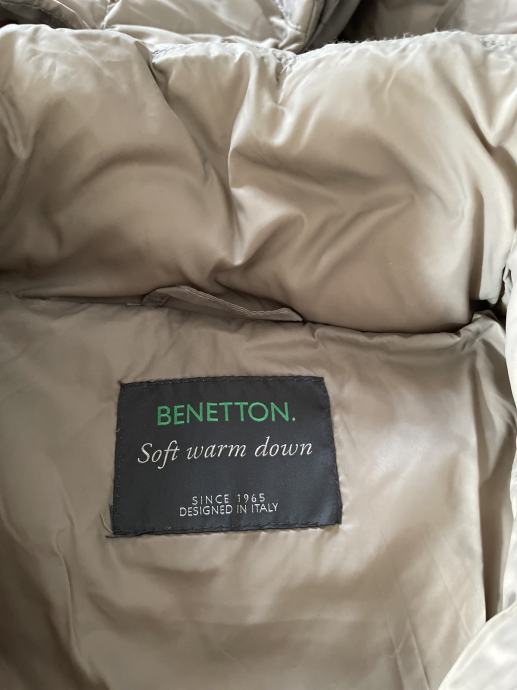 BENETTON.
Soft warm down
SINCE 1965
DESIGNED IN ITALY